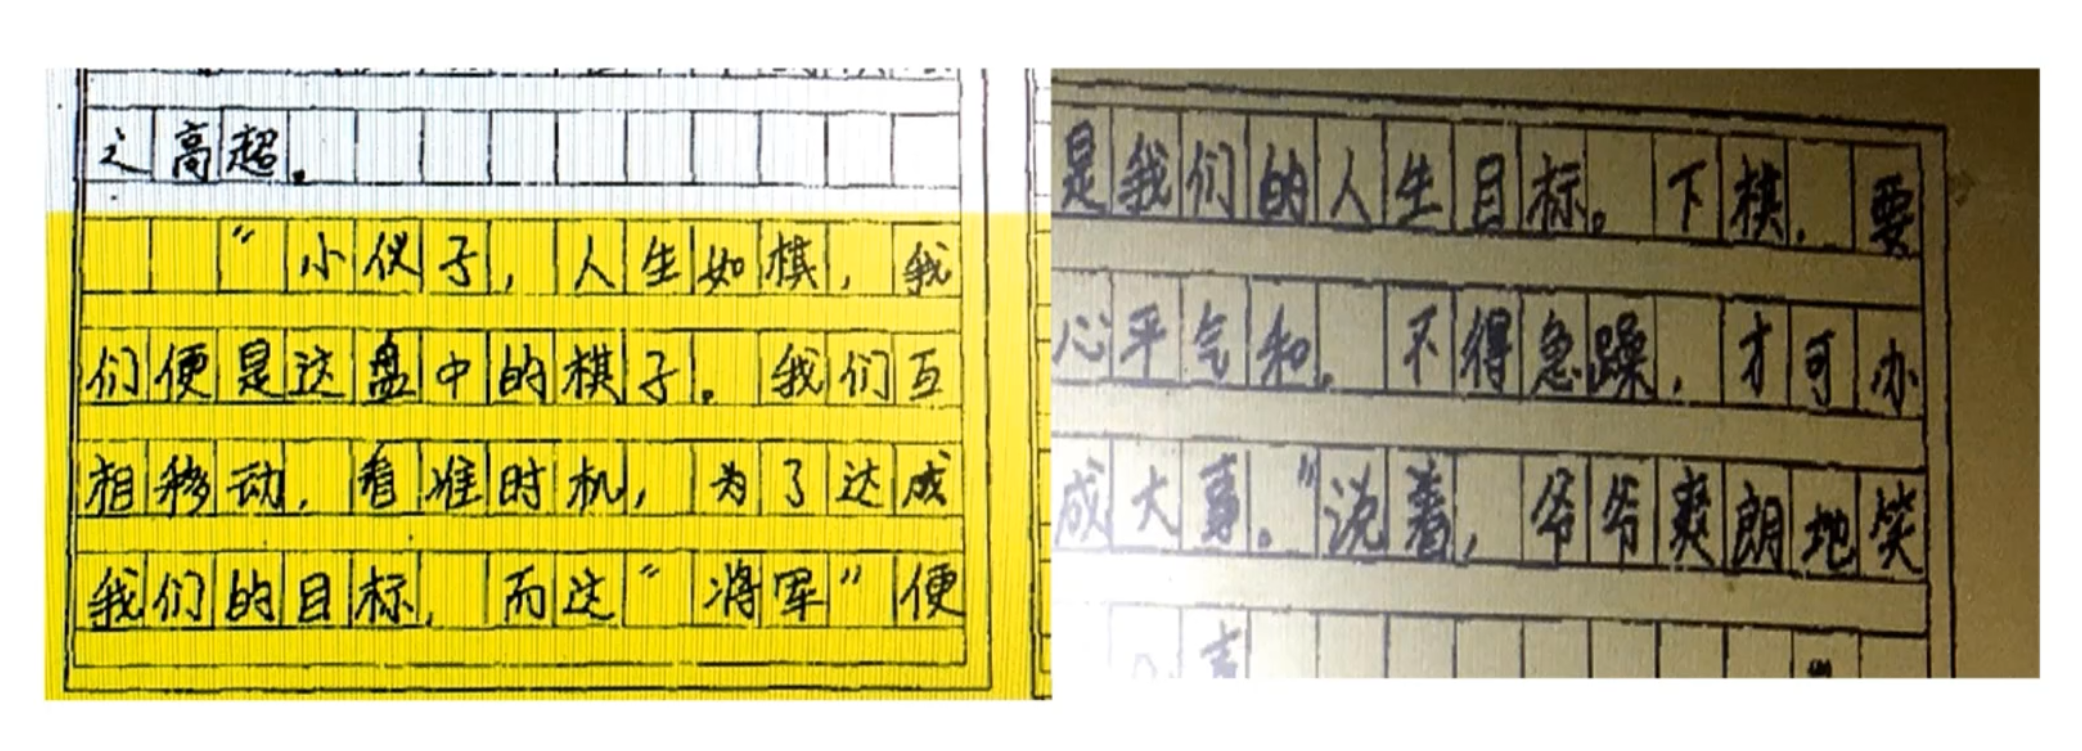 之高超.
“小伙子,人生如棋,我
们便是这盘中的棋子.我们互
相移动,看准时机,为了达成
我们的目标,而这“将军”便
是我们的人生目标。下棋,要
心平气和,不得急躁,才可办
成大事。”说着,爷爷爽朗地笑